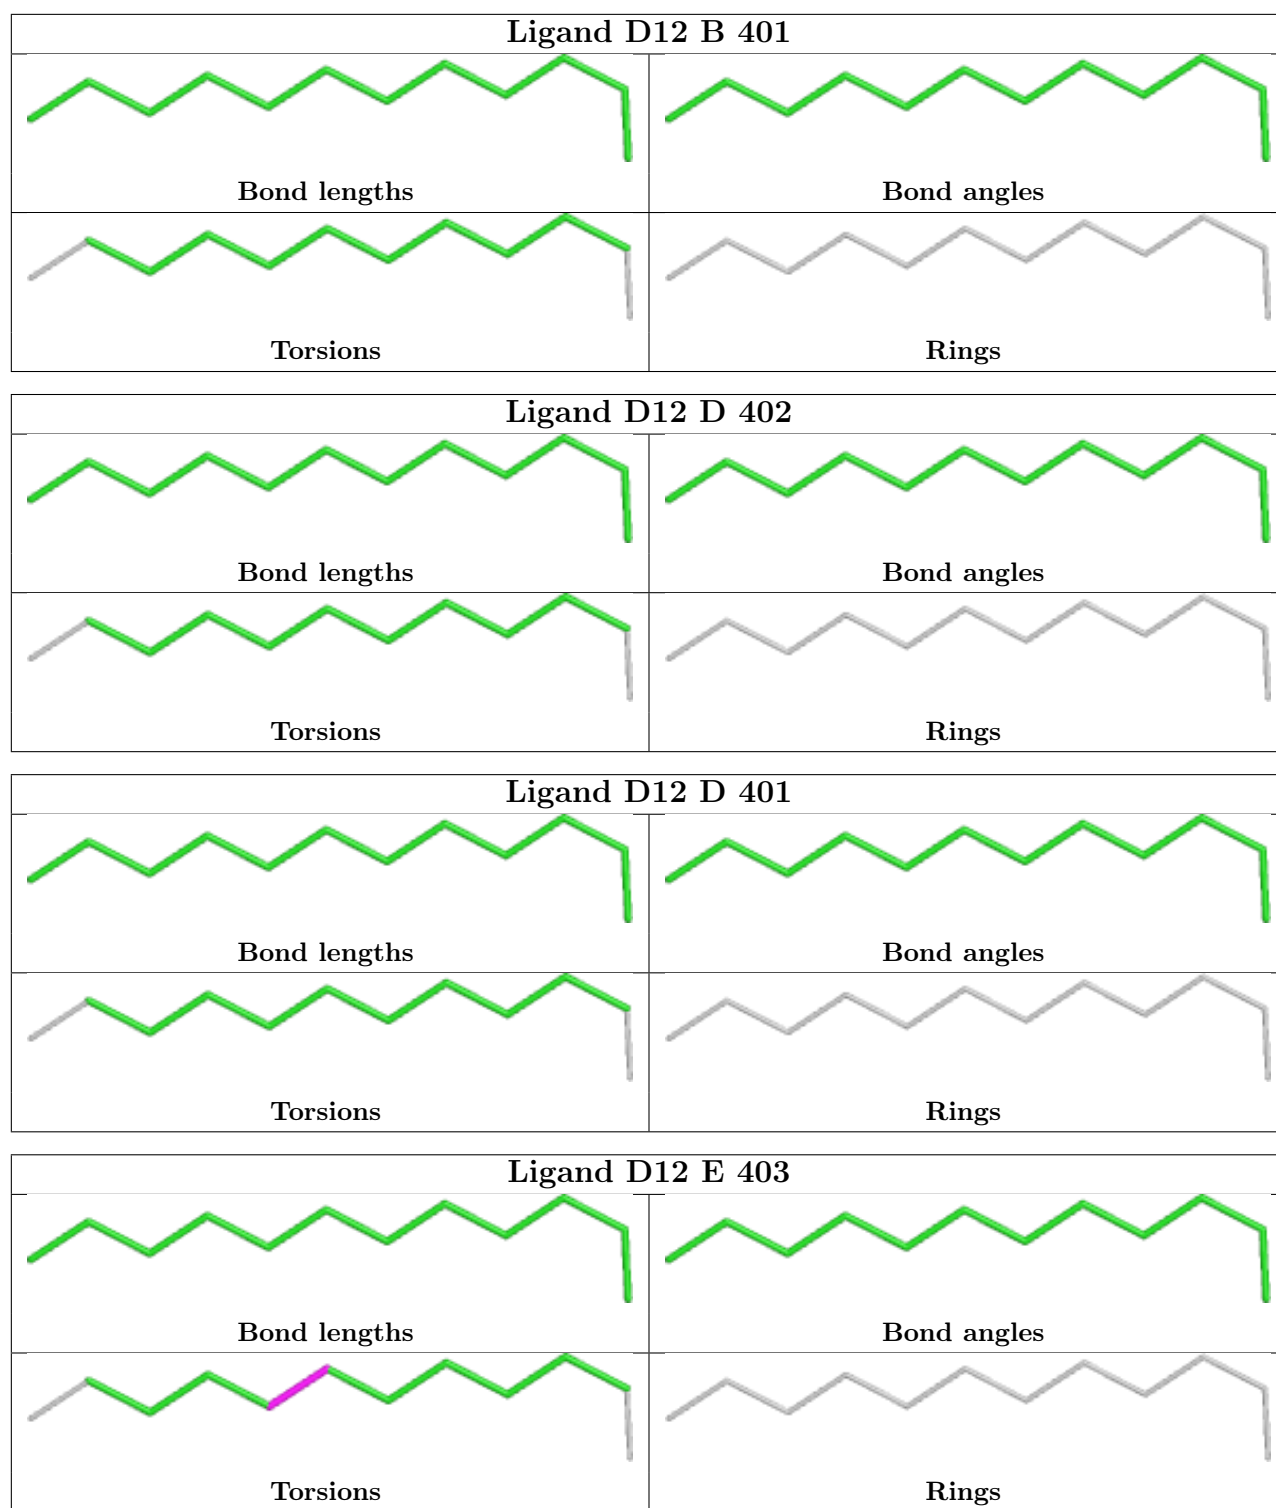 Ligand D12 B 401
Bond lengths
Bond angles
Torsions
Rings
Ligand D12 D 402
Bond lengths
Bond angles
Torsions
Rings
Ligand D12 D 401
Bond lengths
Bond angles
Torsions
Rings
Ligand D12 E 403
Bond lengths
Bond angles
Torsions
Rings